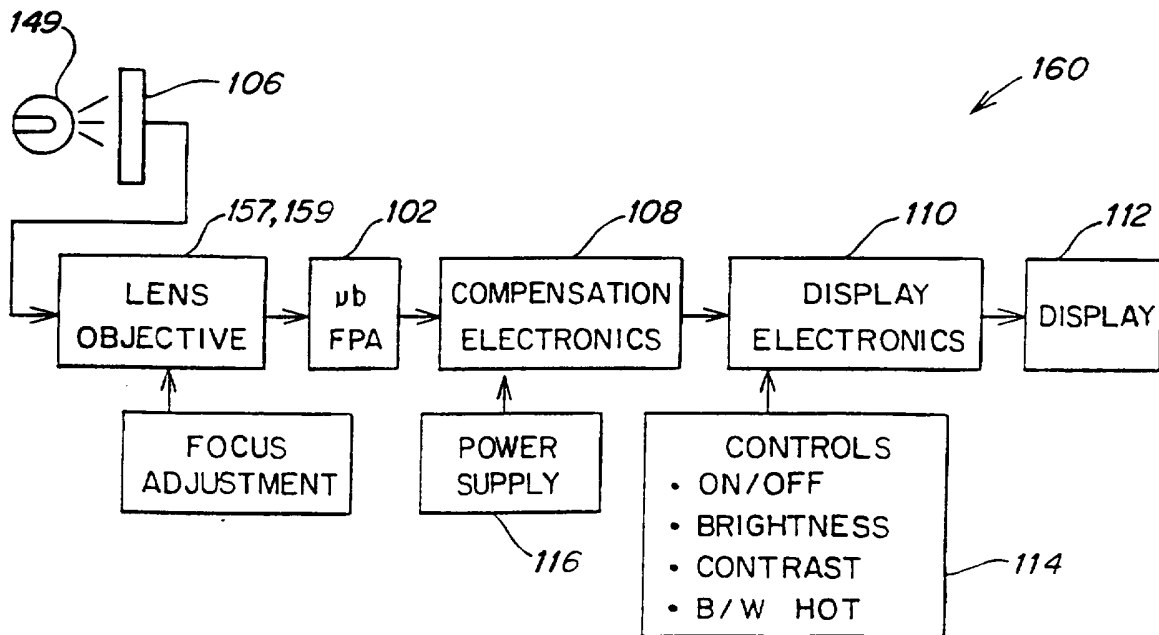 149
106
160
157, 159
102
108
110
112
LENS
OBJECTIVE
µb
FPA
COMPENSATION
ELECTRONICS
DISPLAY
ELECTRONICS
DISPLAY
FOCUS
ADJUSTMENT
POWER
SUPPLY
116
CONTROLS
• ON/OFF
• BRIGHTNESS
• CONTRAST
• B/W HOT
114